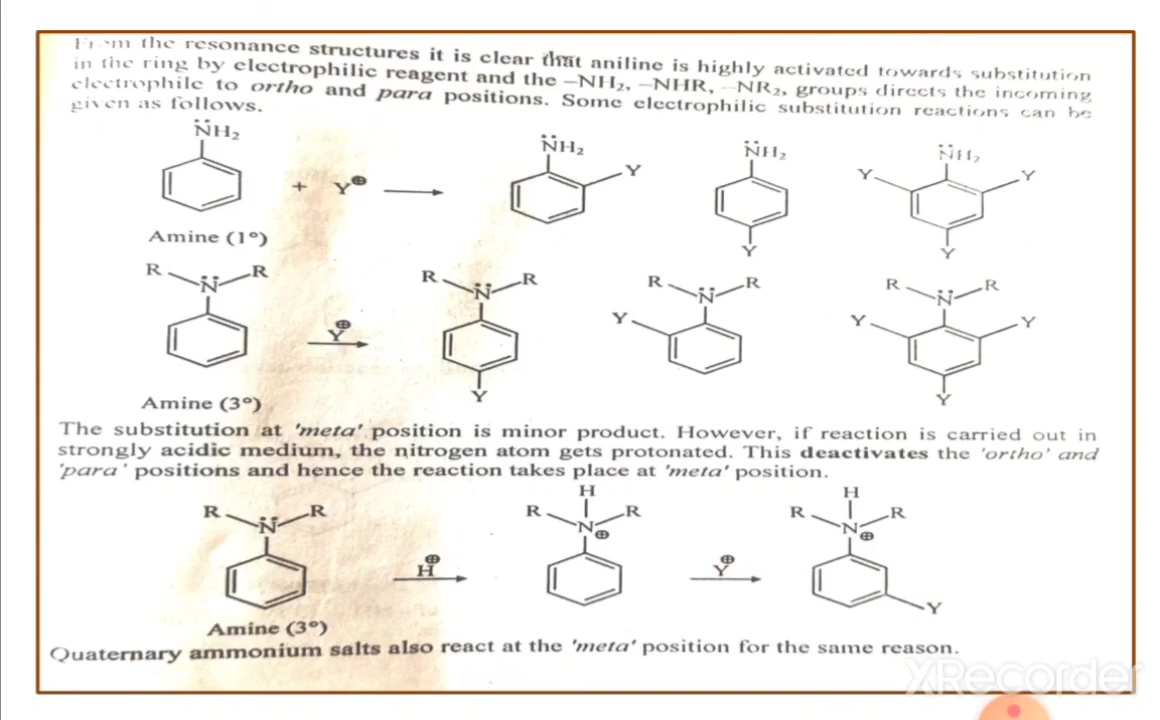 From the resonance structures it is clear that aniline is highly activated towards substitution
in the ring by electrophilic reagent and the –NH₂, –NHR, –NR₂, groups directs the incoming
electrophile to ortho and para positions. Some electrophilic substitution reactions can be
given as follows.
N̈H₂ + Y⊕ N̈H₂ Y N̈H₂ Y N̈H₂ Y Y Y
Amine (1°)
R N̈ R Y⊕ R N̈ R Y R N̈ R Y R N̈ R Y Y Y
Amine (3°)
The substitution at 'meta' position is minor product. However, if reaction is carried out in
strongly acidic medium, the nitrogen atom gets protonated. This deactivates the 'ortho' and
'para' positions and hence the reaction takes place at 'meta' position.
R N̈ R H⊕ H R N⊕ R Y⊕ H R N⊕ R Y
Amine (3°)
Quaternary ammonium salts also react at the 'meta' position for the same reason.
XRecorder